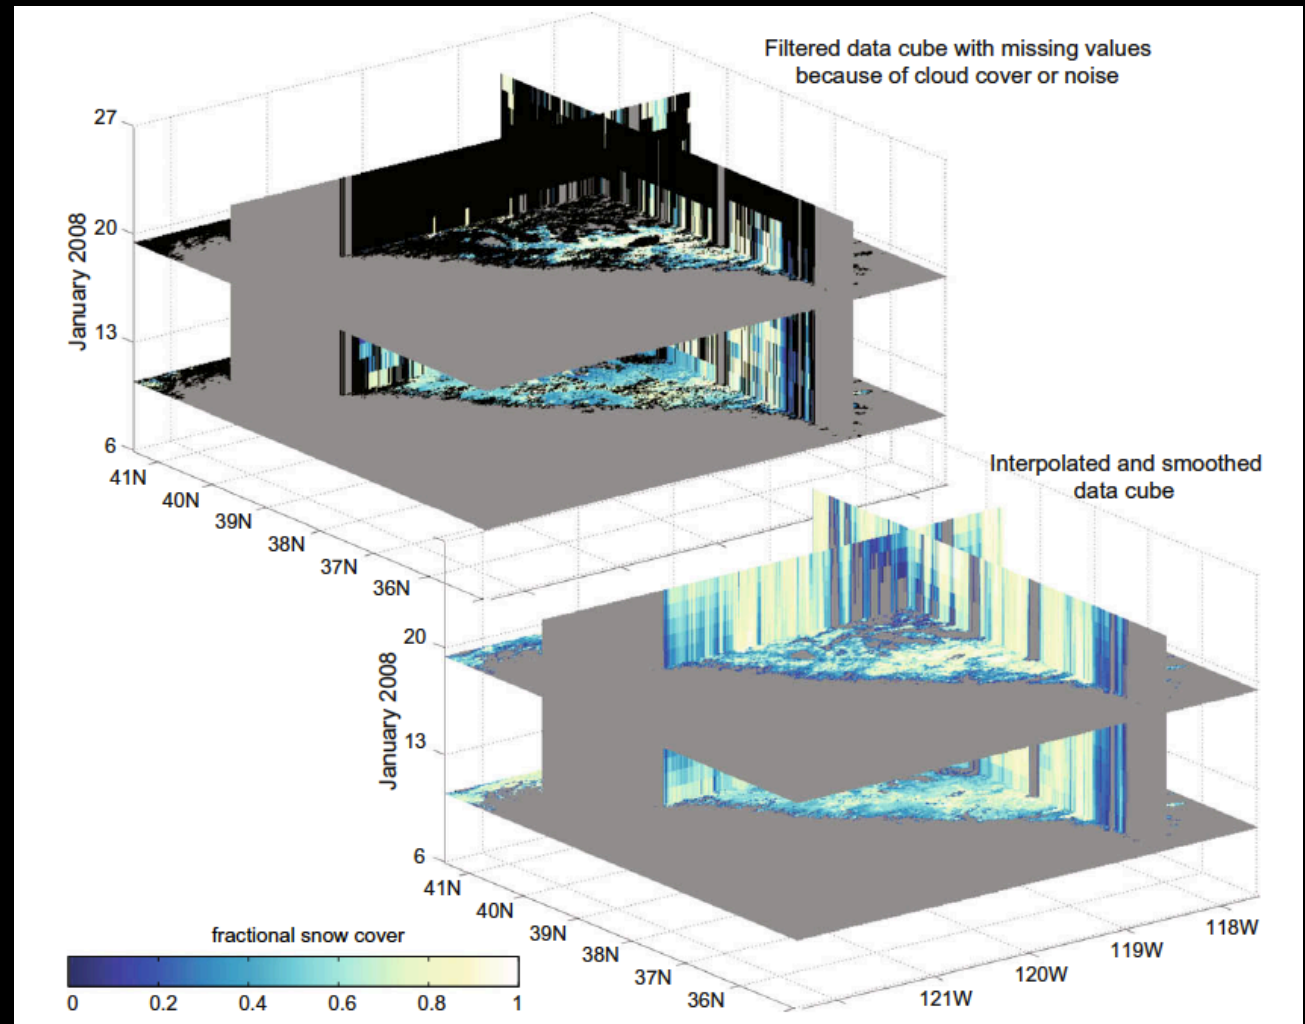 Filtered data cube with missing values
because of cloud cover or noise
27
20
13
6
January 2008
41N
40N
39N
38N
37N
36N
Interpolated and smoothed
data cube
20
13
6
January 2008
41N
40N
39N
38N
37N
36N
121W
120W
119W
118W
fractional snow cover
0 0.2 0.4 0.6 0.8 1